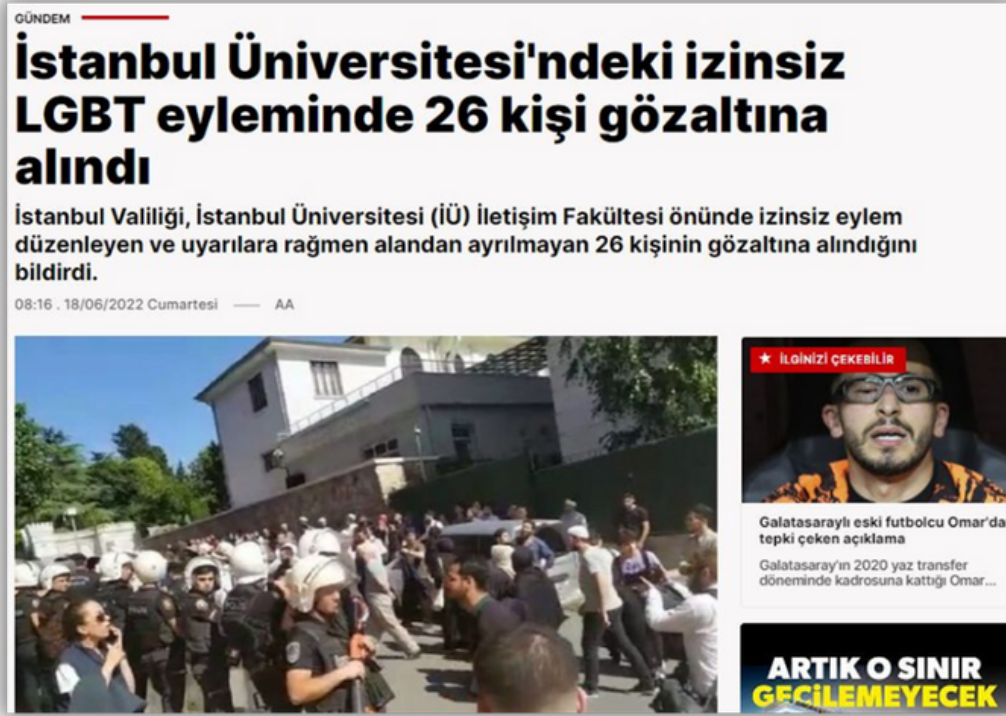 GÜNDEM
İstanbul Üniversitesi'ndeki izinsiz
LGBT eyleminde 26 kişi gözaltına
alındı
İstanbul Valiliği, İstanbul Üniversitesi (İÜ) İletişim Fakültesi önünde izinsiz eylem
düzenleyen ve uyarılara rağmen alandan ayrılmayan 26 kişinin gözaltına alındığını
bildirdi.
08:16 . 18/06/2022 Cumartesi — AA
★ İLGİNİZİ ÇEKEBİLİR
Galatasaraylı eski futbolcu Omar'da
tepki çeken açıklama
Galatasaray'ın 2020 yaz transfer
döneminde kadrosuna kattığı Omar...
ARTIK O SINIR
GEÇİLEMEYECEK